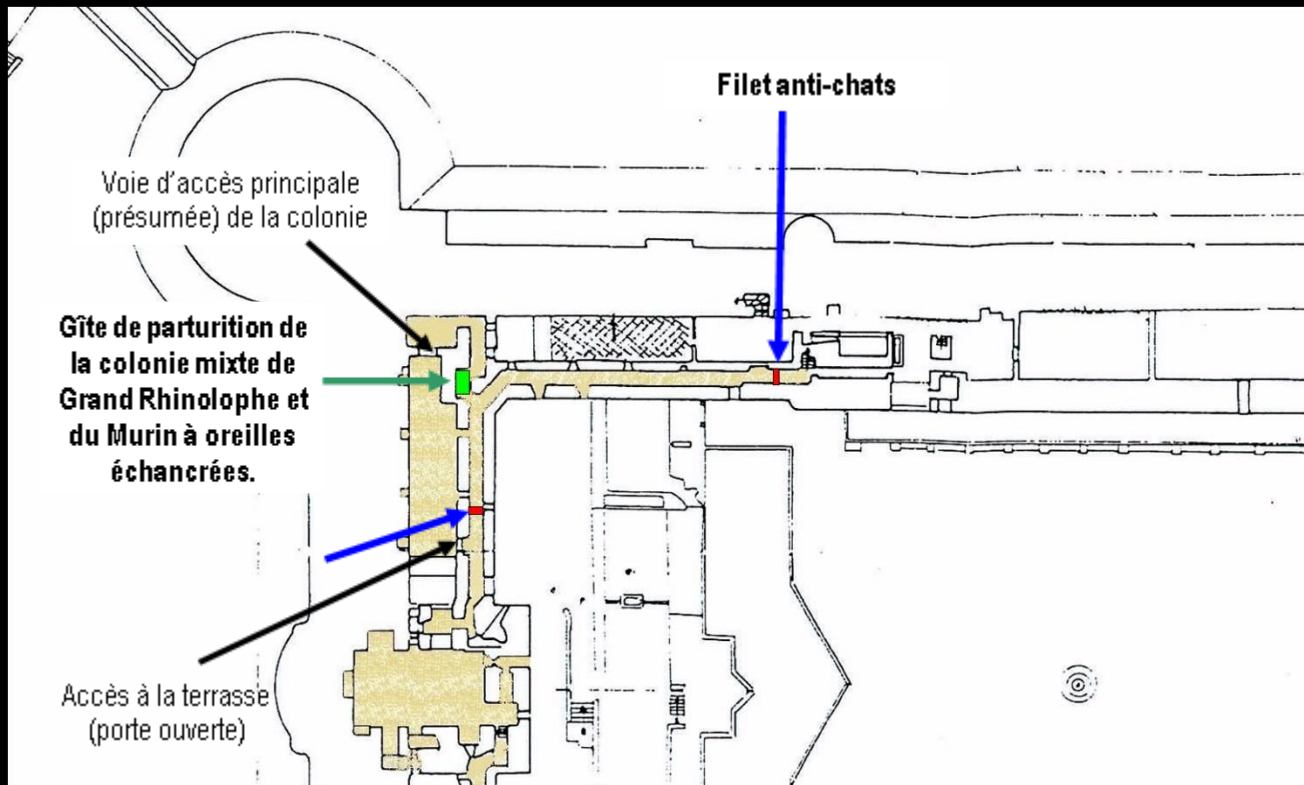 Filet anti-chats
Voie d'accès principale
(présumée) de la colonie
Gîte de parturition de
la colonie mixte de
Grand Rhinolophe et
du Murin à oreilles
échancrées.
Accès à la terrasse
(porte ouverte)